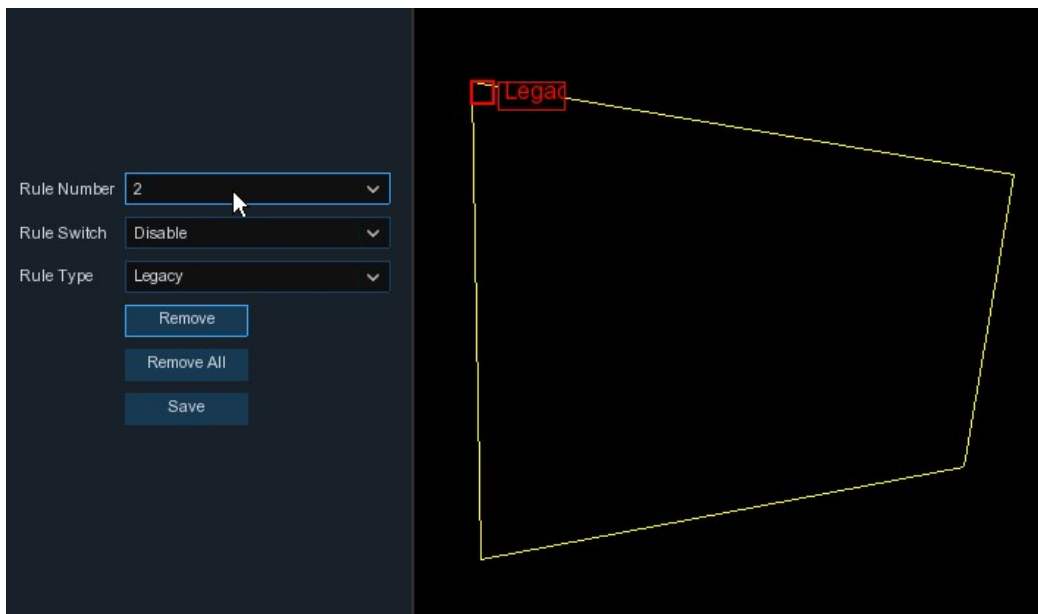 Legac
Rule Number 2
Rule Switch Disable
Rule Type Legacy
Remove
Remove All
Save